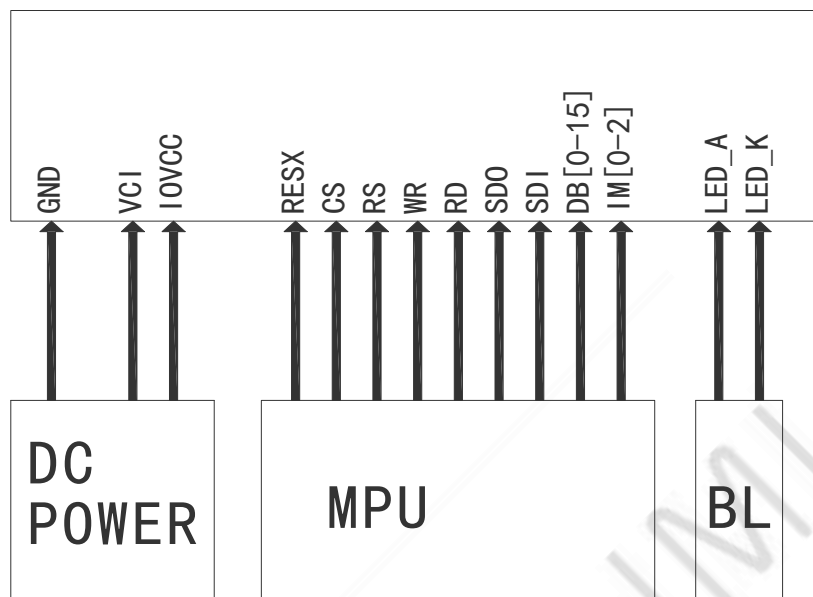 GND
VCI
IOVCC
RESX
CS
RS
WR
RD
SDO
SDI
DB[0-15]
IM[0-2]
LED_A
LED_K
DC
POWER
MPU
BL